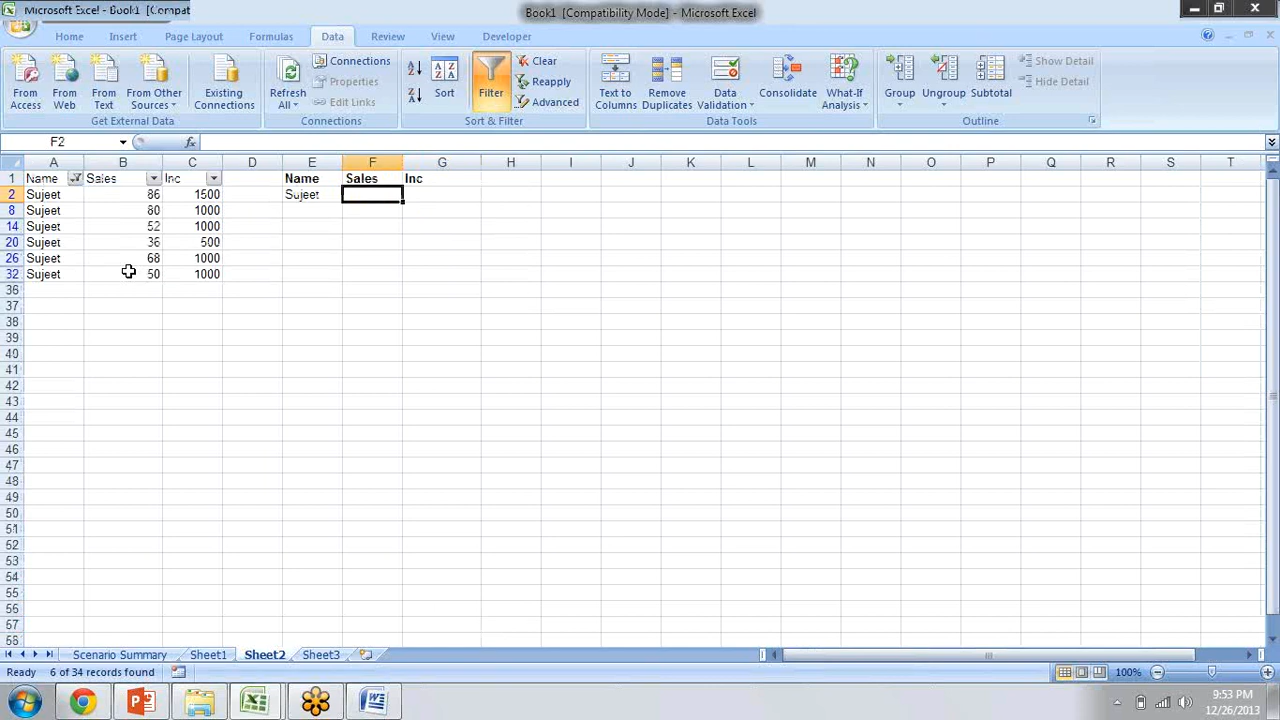 Microsoft Excel - Book1 [Compat
Book1 [Compatibility Mode] - Microsoft Excel
Home Insert Page Layout Formulas Data Review View Developer
From Access
From Web
From Text
From Other Sources
Existing Connections
Get External Data
Refresh All
Connections
Properties
Edit Links
Connections
Sort
Filter
Clear
Reapply
Advanced
Sort & Filter
Text to Columns
Remove Duplicates
Data Validation
Consolidate
What-If Analysis
Data Tools
Group
Ungroup
Subtotal
Show Detail
Hide Detail
Outline
F2 fx
A B C D E F G H I J K L M N O P Q R S T
1 Name Sales Inc Name Sales Inc
2 Sujeet 86 1500 Sujeet
8 Sujeet 80 1000
14 Sujeet 52 1000
20 Sujeet 36 500
26 Sujeet 68 1000
32 Sujeet 50 1000
36
37
38
39
40
41
42
43
44
45
46
47
48
49
50
51
52
53
54
55
56
57
58
Scenario Summary Sheet1 Sheet2 Sheet3
Ready 6 of 34 records found 100%
9:53 PM
12/26/2013